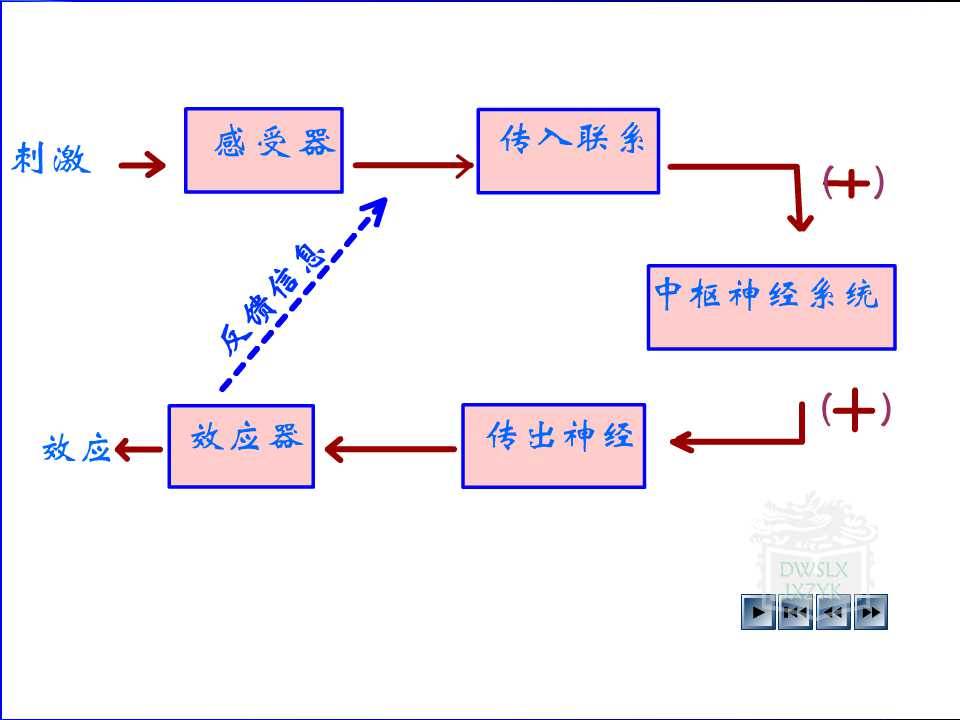 刺激
感受器
传入联系
(+)
中枢神经系统
反馈信息
(+)
传出神经
效应器
效应
DWSLX
JXZYK